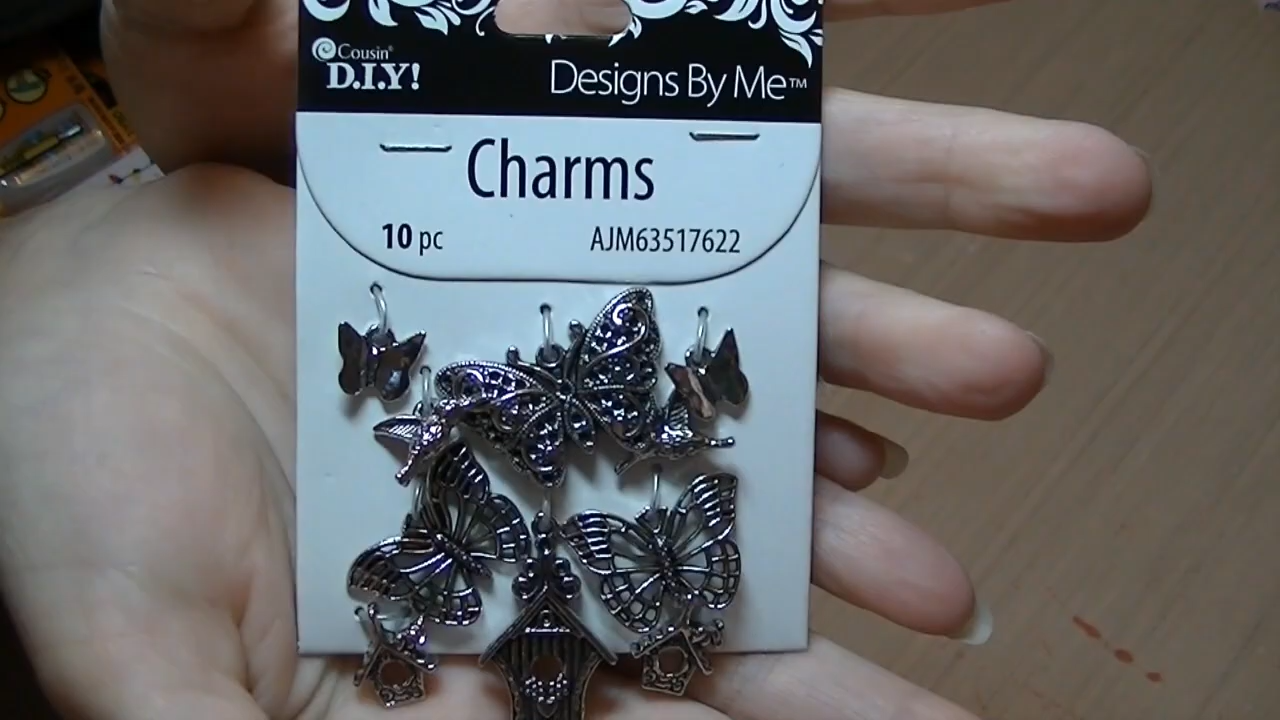 Cousin®
D.I.Y!
Designs By Me™
Charms
10 pc
AJM63517622